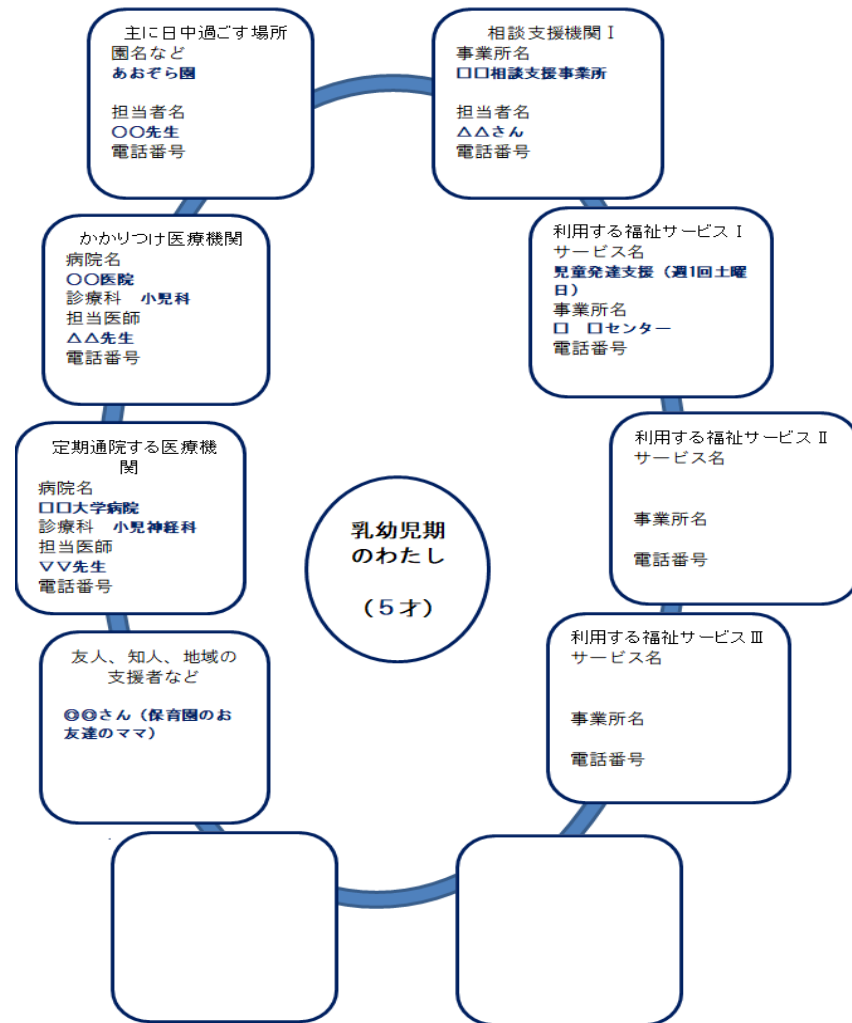 主に日中過ごす場所
園名など
あおぞら園
担当者名
〇〇先生
電話番号
相談支援機関Ⅰ
事業所名
□□相談支援事業所
担当者名
△△さん
電話番号
かかりつけ医療機関
病院名
〇〇医院
診療科　小児科
担当医師
△△先生
電話番号
利用する福祉サービスⅠ
サービス名
児童発達支援（週1回土曜
日）
事業所名
□　□センター
電話番号
定期通院する医療機
関
病院名
□□大学病院
診療科　小児神経科
担当医師
▽▽先生
電話番号
乳幼児期
のわたし
（５才）
利用する福祉サービスⅡ
サービス名
事業所名
電話番号
友人、知人、地域の
支援者など
◎◎さん（保育園のお
友達のママ）
利用する福祉サービスⅢ
サービス名
事業所名
電話番号